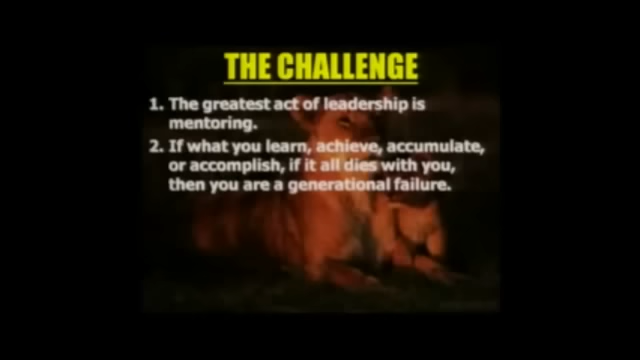 THE CHALLENGE
1. The greatest act of leadership is
mentoring.
2. If what you learn, achieve, accumulate,
or accomplish, if it all dies with you,
then you are a generational failure.